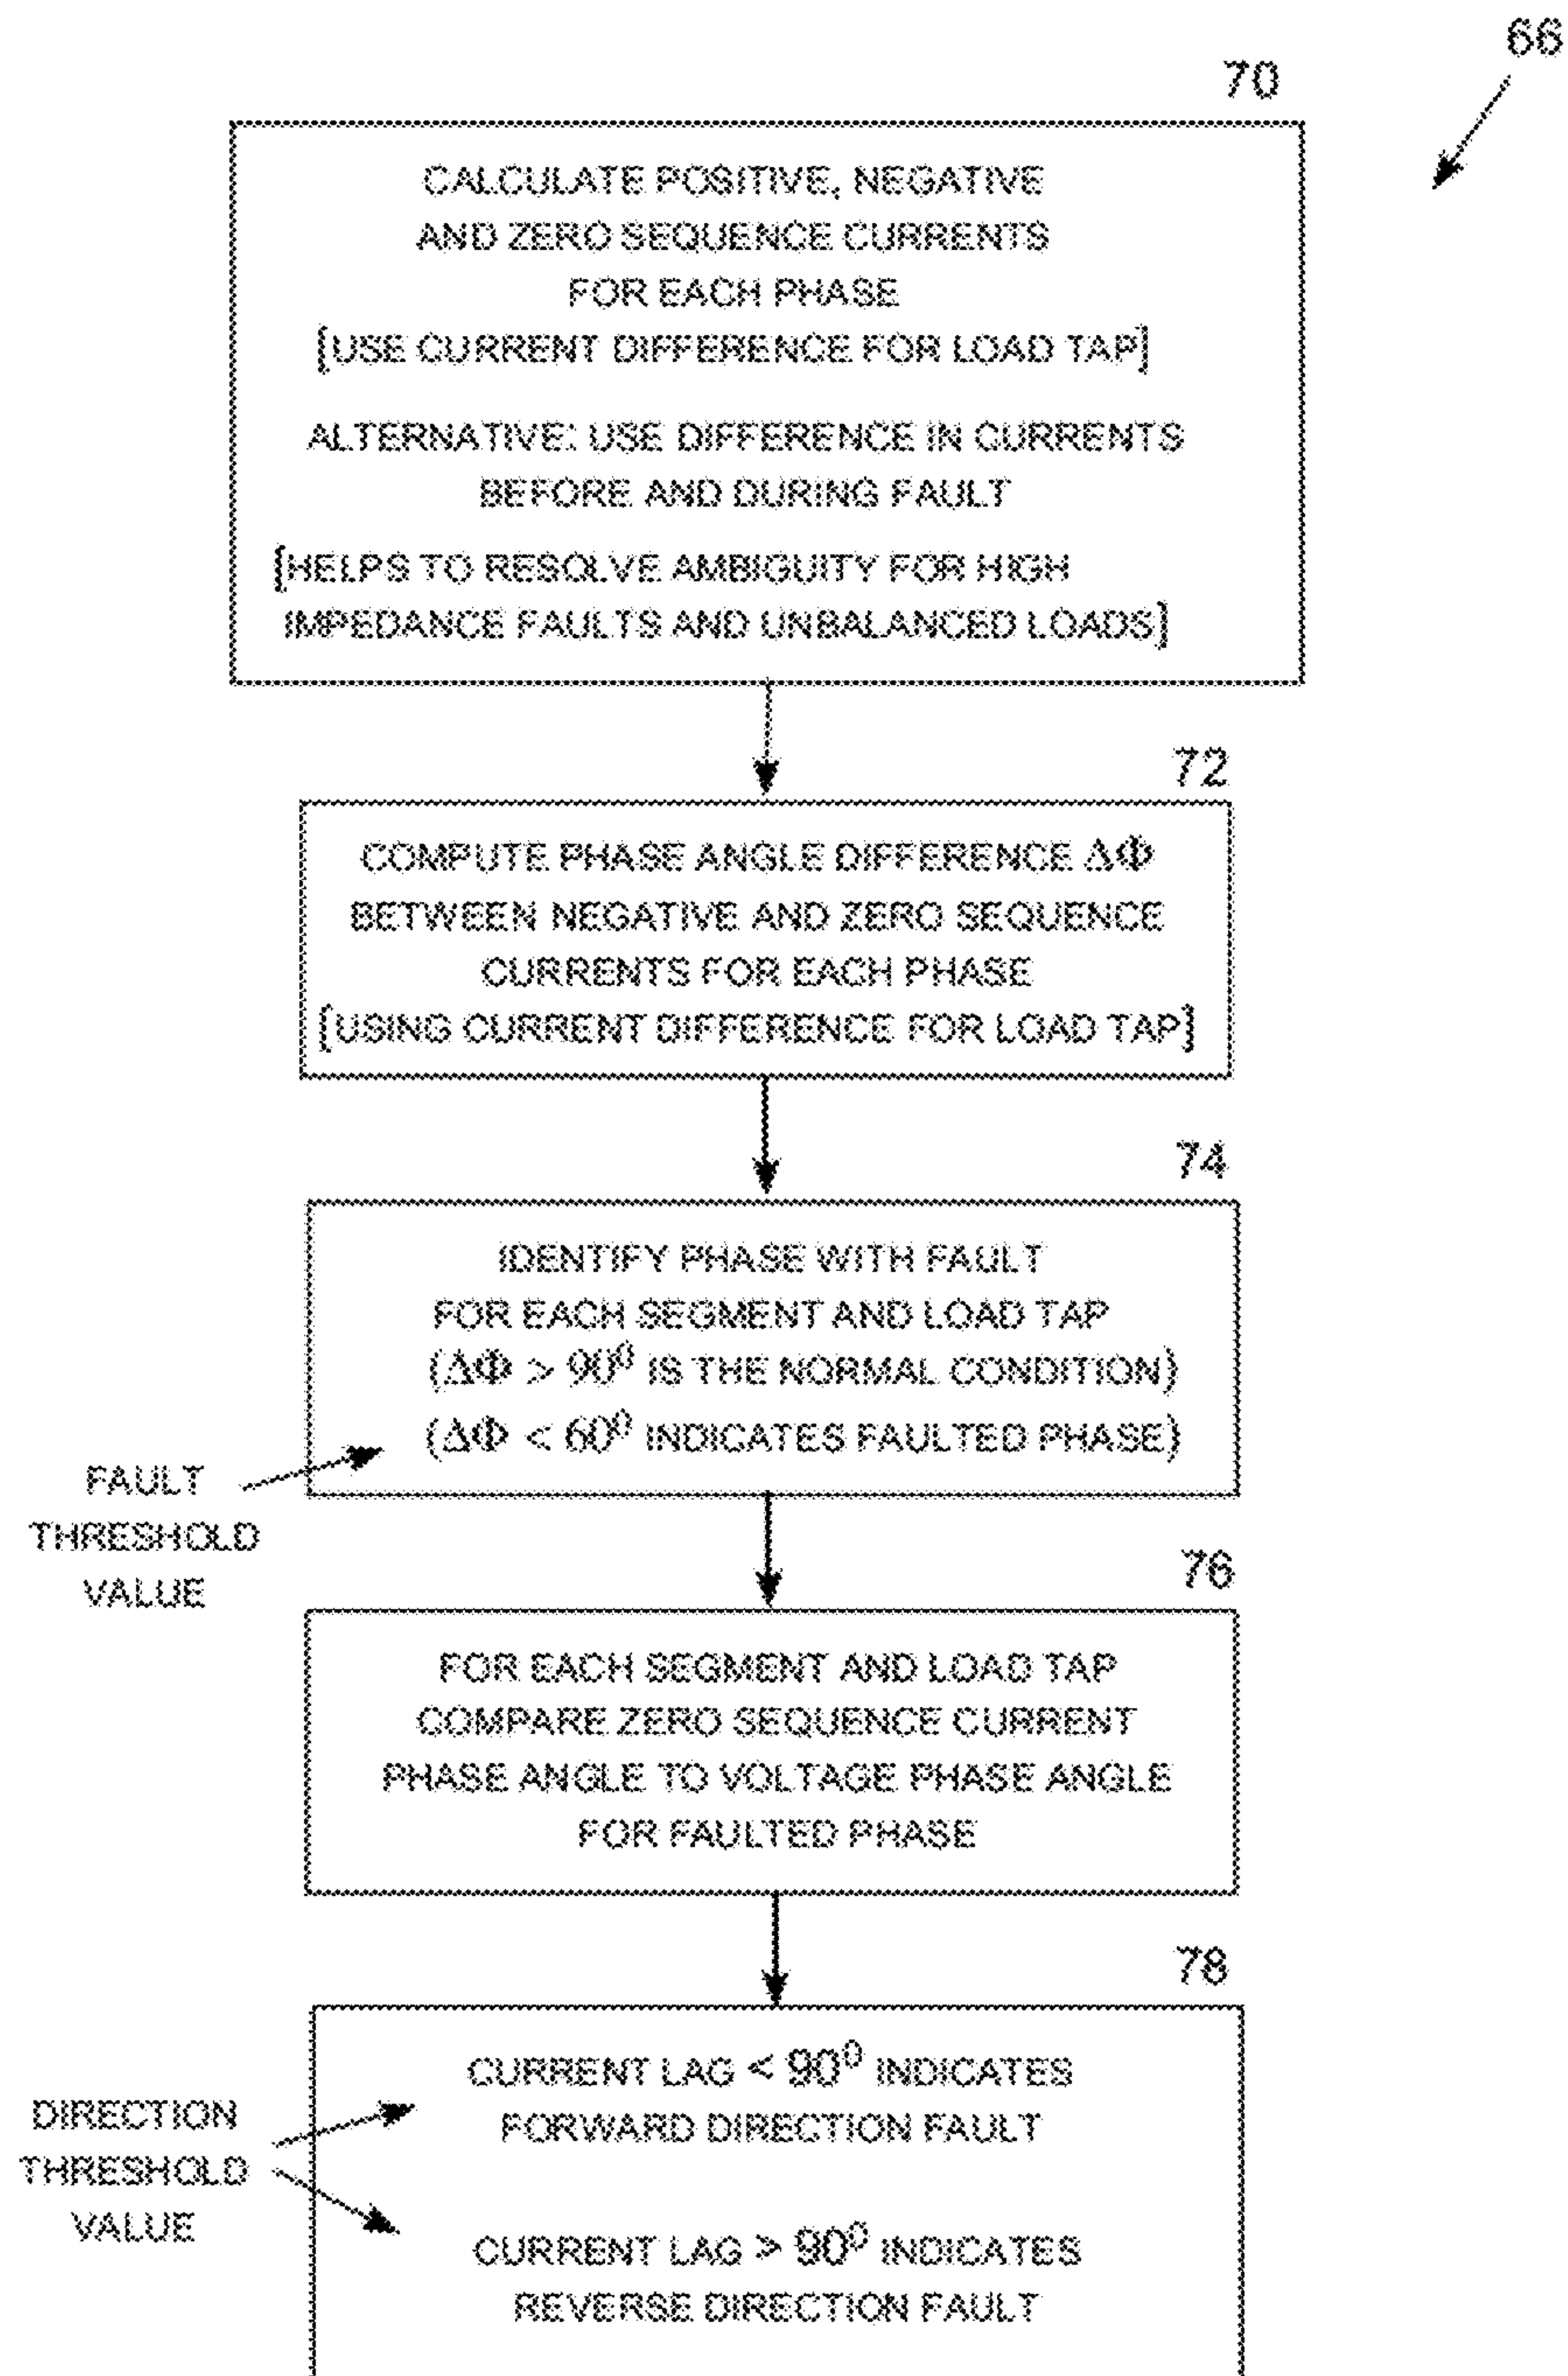 66
70
CALCULATE POSITIVE, NEGATIVE
AND ZERO SEQUENCE CURRENTS
FOR EACH PHASE
[USE CURRENT DIFFERENCE FOR LOAD TAP]
ALTERNATIVE: USE DIFFERENCE IN CURRENTS
BEFORE AND DURING FAULT
[HELPS TO RESOLVE AMBIGUITY FOR HIGH
IMPEDANCE FAULTS AND UNBALANCED LOADS]
72
COMPUTE PHASE ANGLE DIFFERENCE ΔΦ
BETWEEN NEGATIVE AND ZERO SEQUENCE
CURRENTS FOR EACH PHASE
[USING CURRENT DIFFERENCE FOR LOAD TAP]
74
IDENTIFY PHASE WITH FAULT
FOR EACH SEGMENT AND LOAD TAP
(ΔΦ > 90⁰ IS THE NORMAL CONDITION)
(ΔΦ < 60⁰ INDICATES FAULTED PHASE)
FAULT
THRESHOLD
VALUE
76
FOR EACH SEGMENT AND LOAD TAP
COMPARE ZERO SEQUENCE CURRENT
PHASE ANGLE TO VOLTAGE PHASE ANGLE
FOR FAULTED PHASE
78
CURRENT LAG < 90⁰ INDICATES
FORWARD DIRECTION FAULT
DIRECTION
THRESHOLD
VALUE
CURRENT LAG > 90⁰ INDICATES
REVERSE DIRECTION FAULT